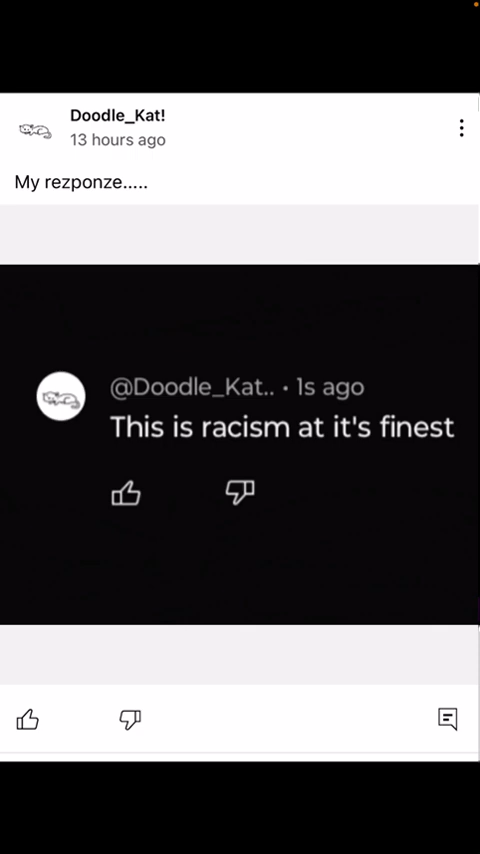 Doodle_Kat!
13 hours ago
My rezponze.....
@Doodle_Kat.. • 1s ago
This is racism at it's finest